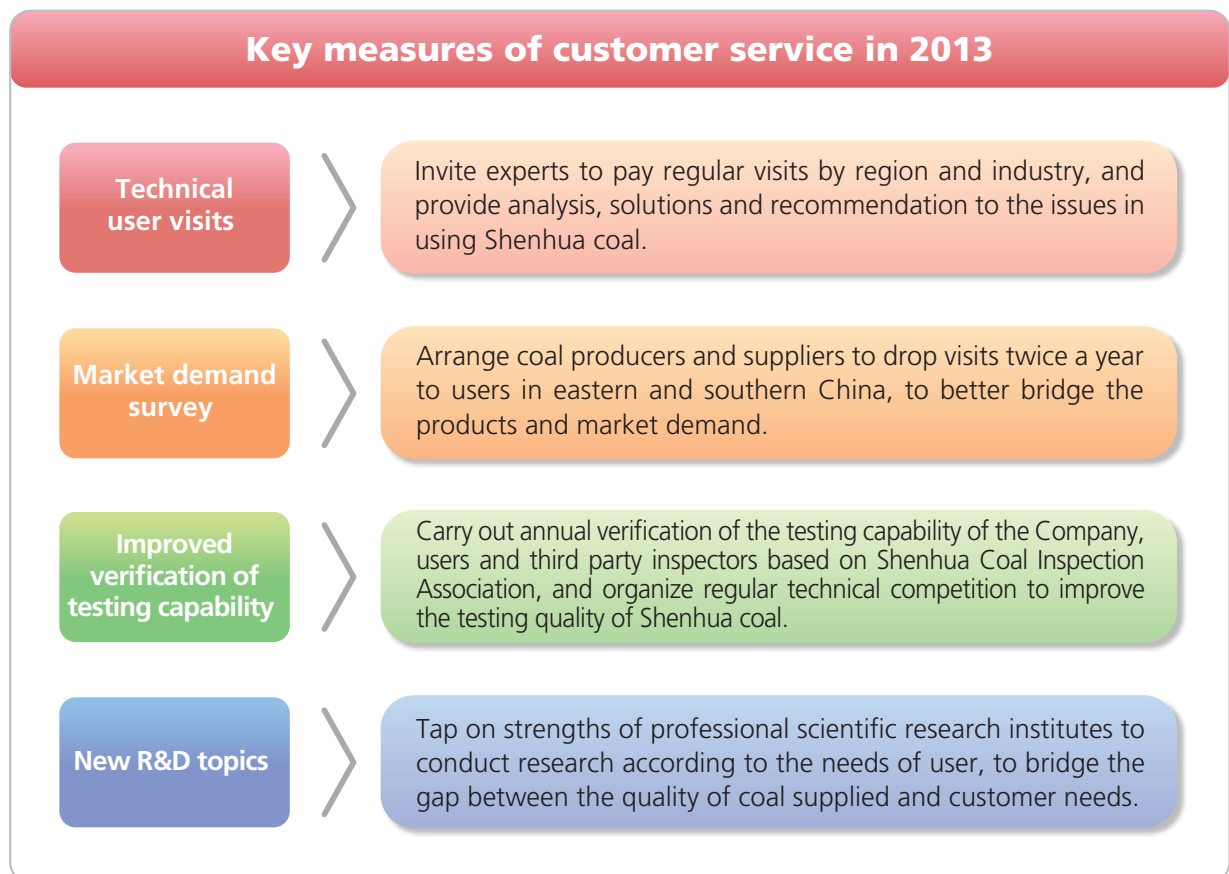 Key measures of customer service in 2013
Technical
user visits
Invite experts to pay regular visits by region and industry, and
provide analysis, solutions and recommendation to the issues in
using Shenhua coal.
Market demand
survey
Arrange coal producers and suppliers to drop visits twice a year
to users in eastern and southern China, to better bridge the
products and market demand.
Improved
verification of
testing capability
Carry out annual verification of the testing capability of the Company,
users and third party inspectors based on Shenhua Coal Inspection
Association, and organize regular technical competition to improve
the testing quality of Shenhua coal.
New R&D topics
Tap on strengths of professional scientific research institutes to
conduct research according to the needs of user, to bridge the
gap between the quality of coal supplied and customer needs.